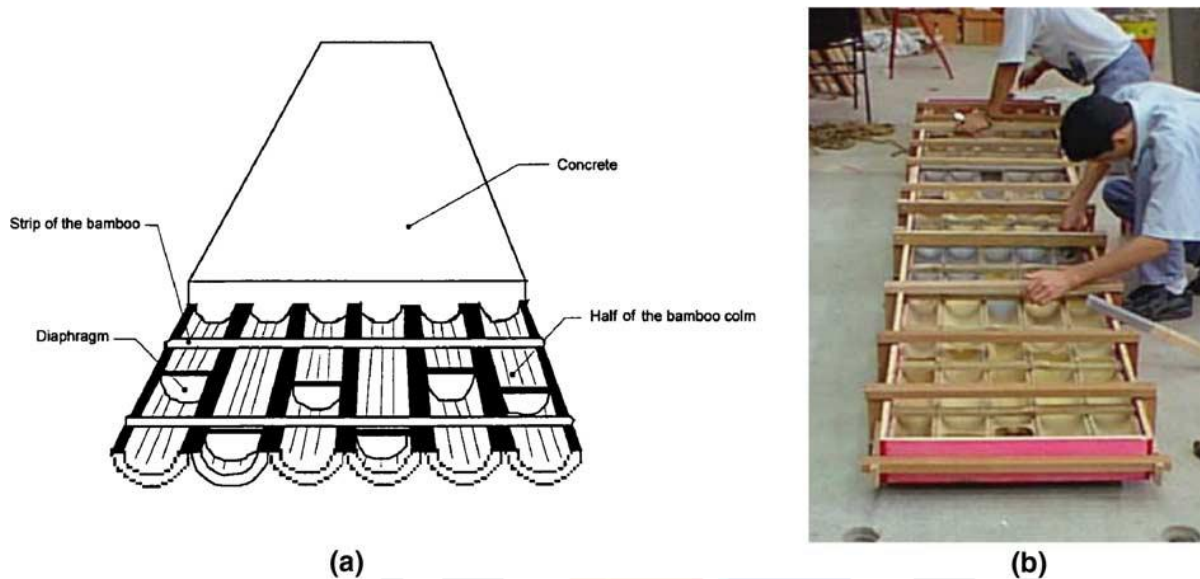 Concrete
Strip of the bamboo
Diaphragm
Half of the bamboo colm
(a)
(b)